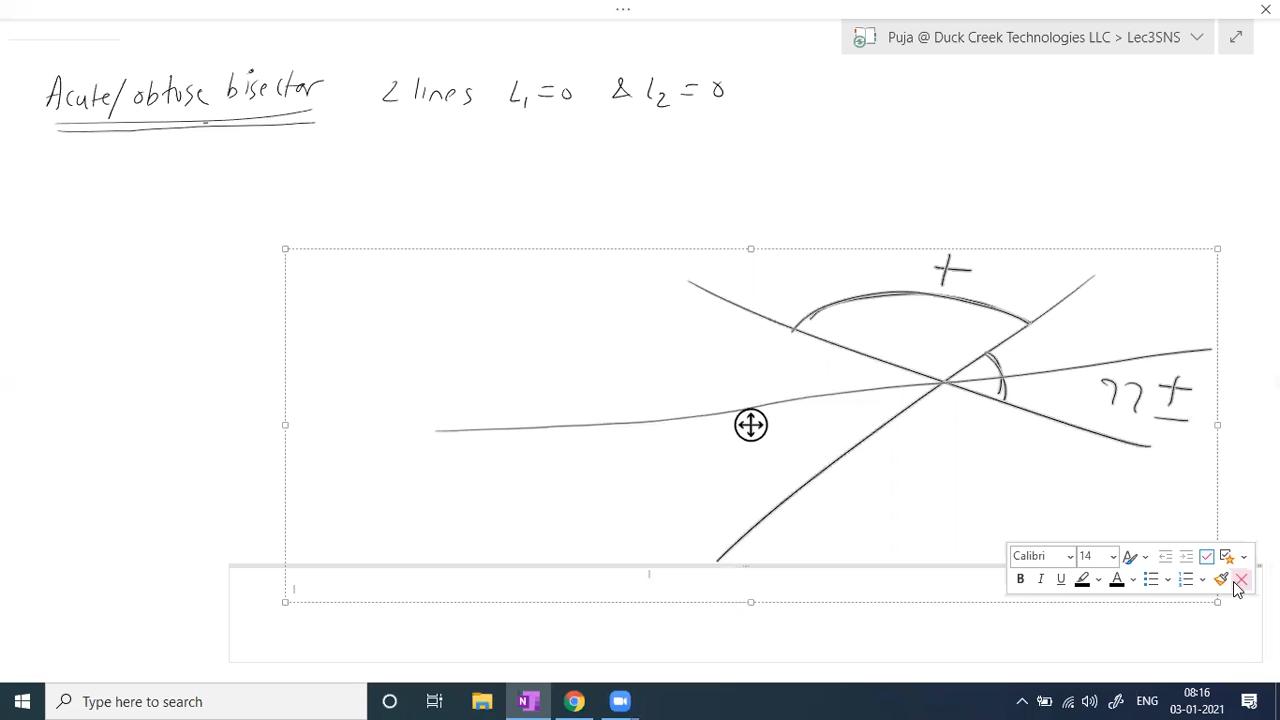 Puja @ Duck Creek Technologies LLC > Lec3SNS
Acute/obtuse bisector 2 lines L₁ = 0 & L₂ = 0
+
±
Calibri 14
B I U A
Type here to search
ENG
08:16
03-01-2021